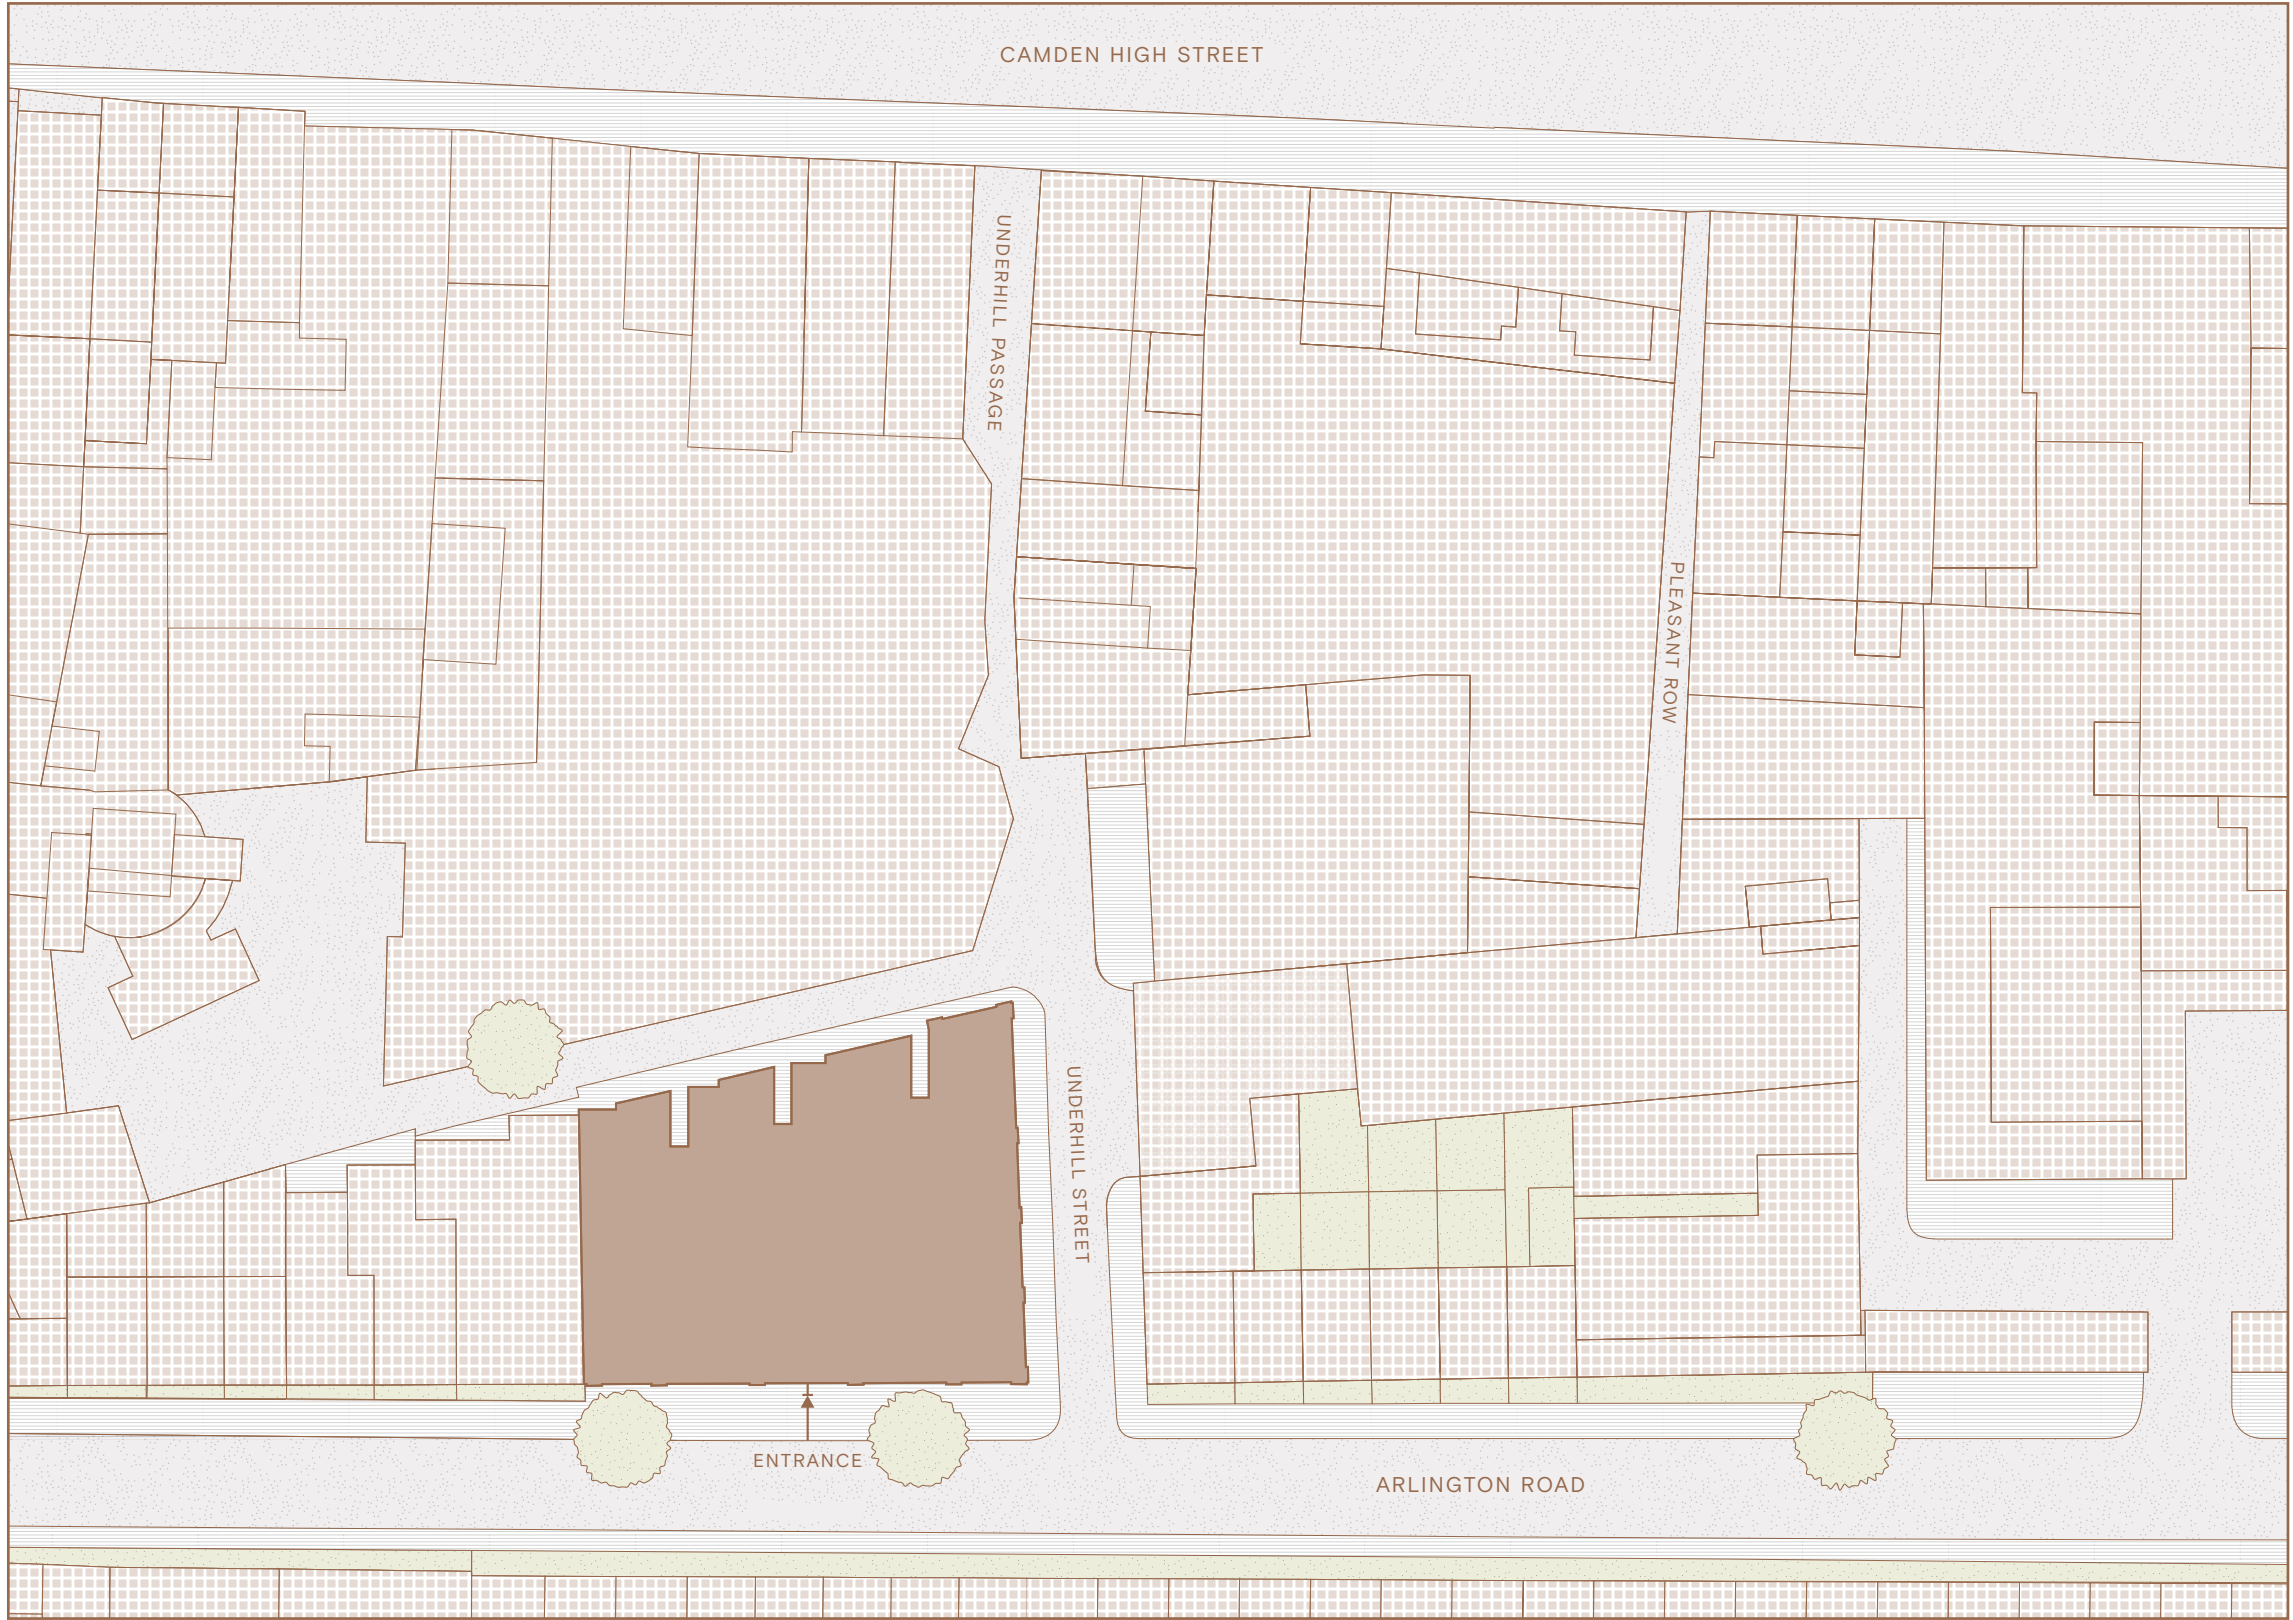 CAMDEN HIGH STREET
UNDERHILL PASSAGE
PLEASANT ROW
UNDERHILL STREET
ENTRANCE
ARLINGTON ROAD